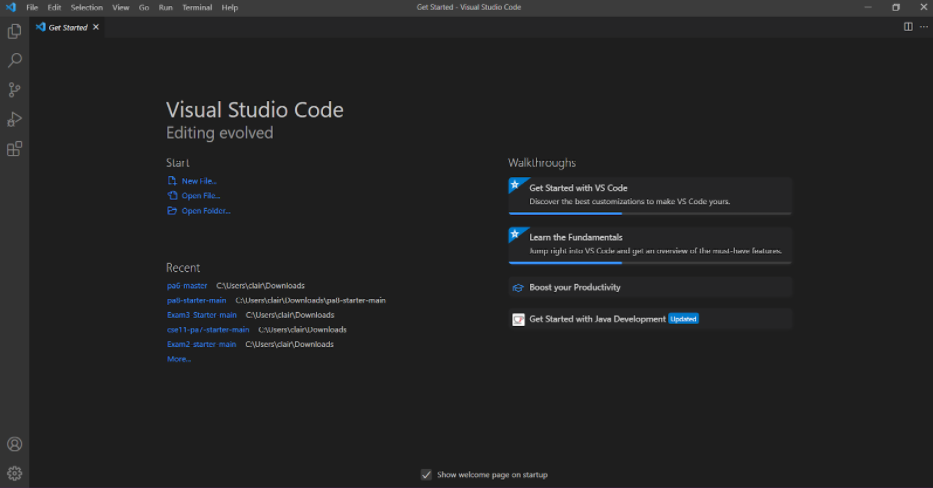 File Edit Selection View Go Run Terminal Help
Get Started - Visual Studio Code
Get Started
Visual Studio Code
Editing evolved
Start
New File...
Open File...
Open Folder...
Recent
pa6 master C:\Users\clair\Downloads
pa8-starter-main C:\Users\clair\Downloads\pa8-starter-main
Exam3 Starter main C:\Users\clair\Downloads
cse11-pa7-starter-main C:\Users\clair\Downloads
Exam2 starter main C:\Users\clair\Downloads
More...
Walkthroughs
Get Started with VS Code
Discover the best customizations to make VS Code yours.
Learn the Fundamentals
Jump right into VS Code and get an overview of the must-have features.
Boost your Productivity
Get Started with Java Development Updated
Show welcome page on startup